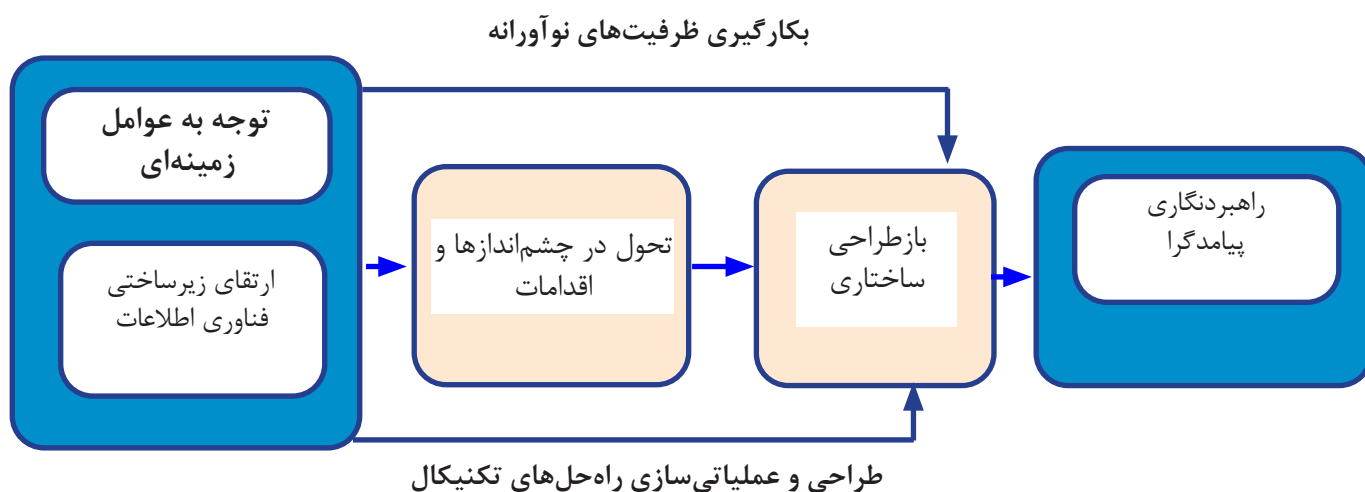 بکارگیری ظرفیت‌های نوآورانه
توجه به عوامل
زمینه‌ای
ارتقای زیرساختی
فناوری اطلاعات
تحول در چشم‌اندازها و
اقدامات
بازطراحی
ساختاری
راهبردنگاری
پیامدگرا
طراحی و عملیاتی‌سازی راه‌حل‌های تکنیکال